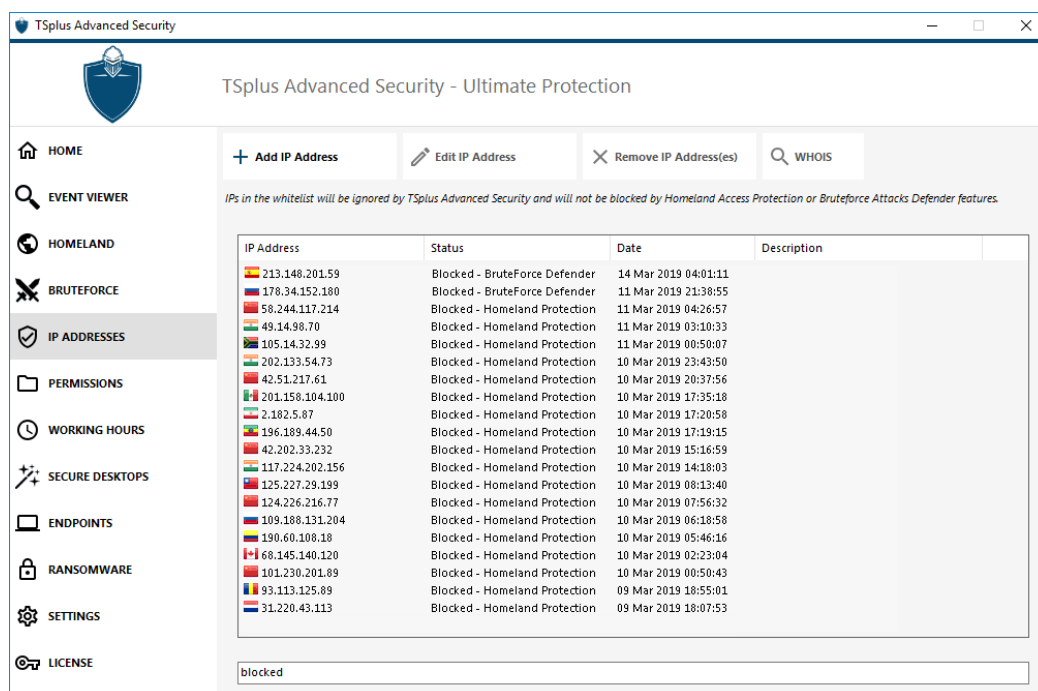 TSplus Advanced Security
TSplus Advanced Security - Ultimate Protection
HOME
EVENT VIEWER
HOMELAND
BRUTEFORCE
IP ADDRESSES
PERMISSIONS
WORKING HOURS
SECURE DESKTOPS
ENDPOINTS
RANSOMWARE
SETTINGS
LICENSE
Add IP Address Edit IP Address Remove IP Address(es) WHOIS
IPs in the whitelist will be ignored by TSplus Advanced Security and will not be blocked by Homeland Access Protection or Bruteforce Attacks Defender features.
IP Address Status Date Description
213.148.201.59 Blocked - BruteForce Defender 14 Mar 2019 04:01:11
178.34.152.180 Blocked - BruteForce Defender 11 Mar 2019 21:38:55
58.244.117.214 Blocked - Homeland Protection 11 Mar 2019 04:26:57
49.14.98.70 Blocked - Homeland Protection 11 Mar 2019 03:10:33
105.14.32.99 Blocked - Homeland Protection 11 Mar 2019 00:50:07
202.133.54.73 Blocked - Homeland Protection 10 Mar 2019 23:43:50
42.51.217.61 Blocked - Homeland Protection 10 Mar 2019 20:37:56
201.158.104.100 Blocked - Homeland Protection 10 Mar 2019 17:35:18
2.182.5.87 Blocked - Homeland Protection 10 Mar 2019 17:20:58
196.189.44.50 Blocked - Homeland Protection 10 Mar 2019 17:19:15
42.202.33.232 Blocked - Homeland Protection 10 Mar 2019 15:16:59
117.224.202.156 Blocked - Homeland Protection 10 Mar 2019 14:18:03
125.227.29.199 Blocked - Homeland Protection 10 Mar 2019 08:13:40
124.226.216.77 Blocked - Homeland Protection 10 Mar 2019 07:56:32
109.188.131.204 Blocked - Homeland Protection 10 Mar 2019 06:18:58
190.60.108.18 Blocked - Homeland Protection 10 Mar 2019 05:46:16
68.145.140.120 Blocked - Homeland Protection 10 Mar 2019 02:23:04
101.230.201.89 Blocked - Homeland Protection 10 Mar 2019 00:50:43
93.113.125.89 Blocked - Homeland Protection 09 Mar 2019 18:55:01
31.220.43.113 Blocked - Homeland Protection 09 Mar 2019 18:07:53
blocked